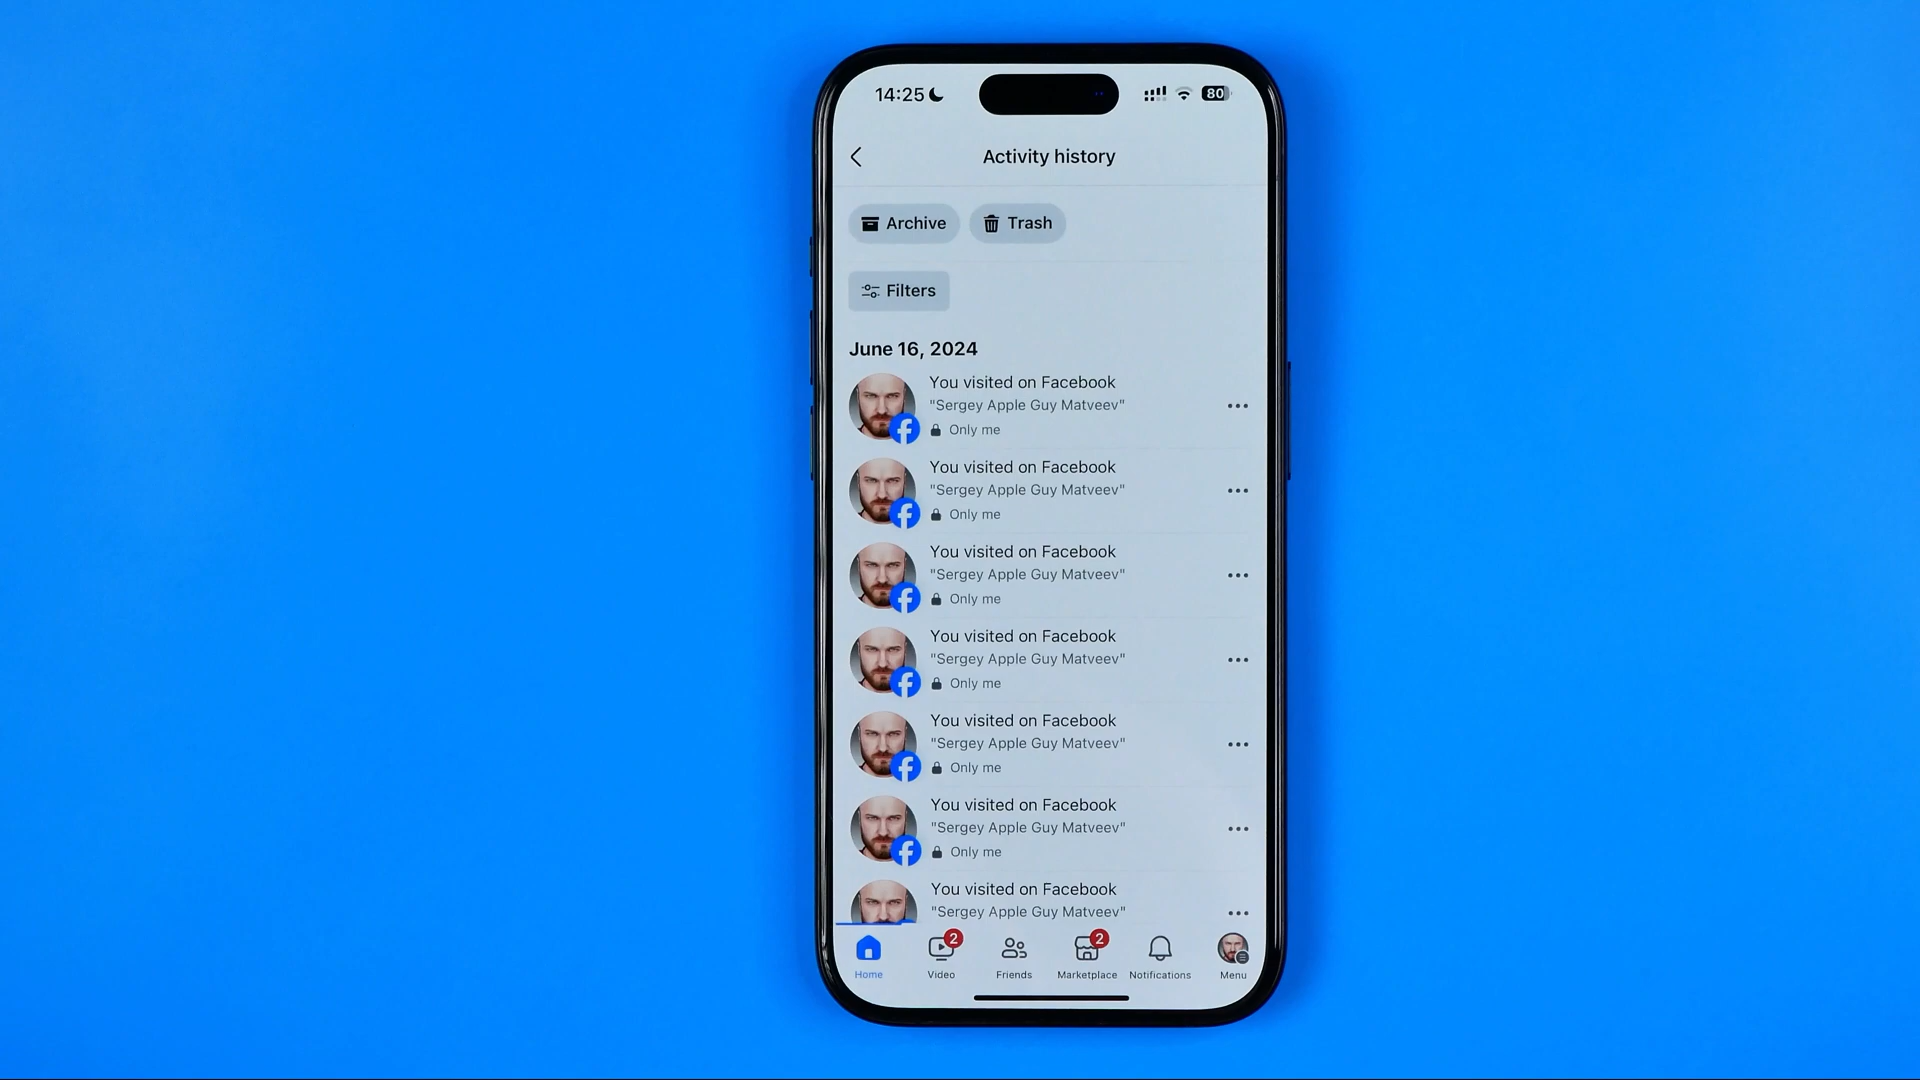 14:25
80
Activity history
Archive
Trash
Filters
June 16, 2024
You visited on Facebook
"Sergey Apple Guy Matveev"
Only me
You visited on Facebook
"Sergey Apple Guy Matveev"
Only me
You visited on Facebook
"Sergey Apple Guy Matveev"
Only me
You visited on Facebook
"Sergey Apple Guy Matveev"
Only me
You visited on Facebook
"Sergey Apple Guy Matveev"
Only me
You visited on Facebook
"Sergey Apple Guy Matveev"
Only me
You visited on Facebook
"Sergey Apple Guy Matveev"
2
2
Home
Video
Friends
Marketplace
Notifications
Menu